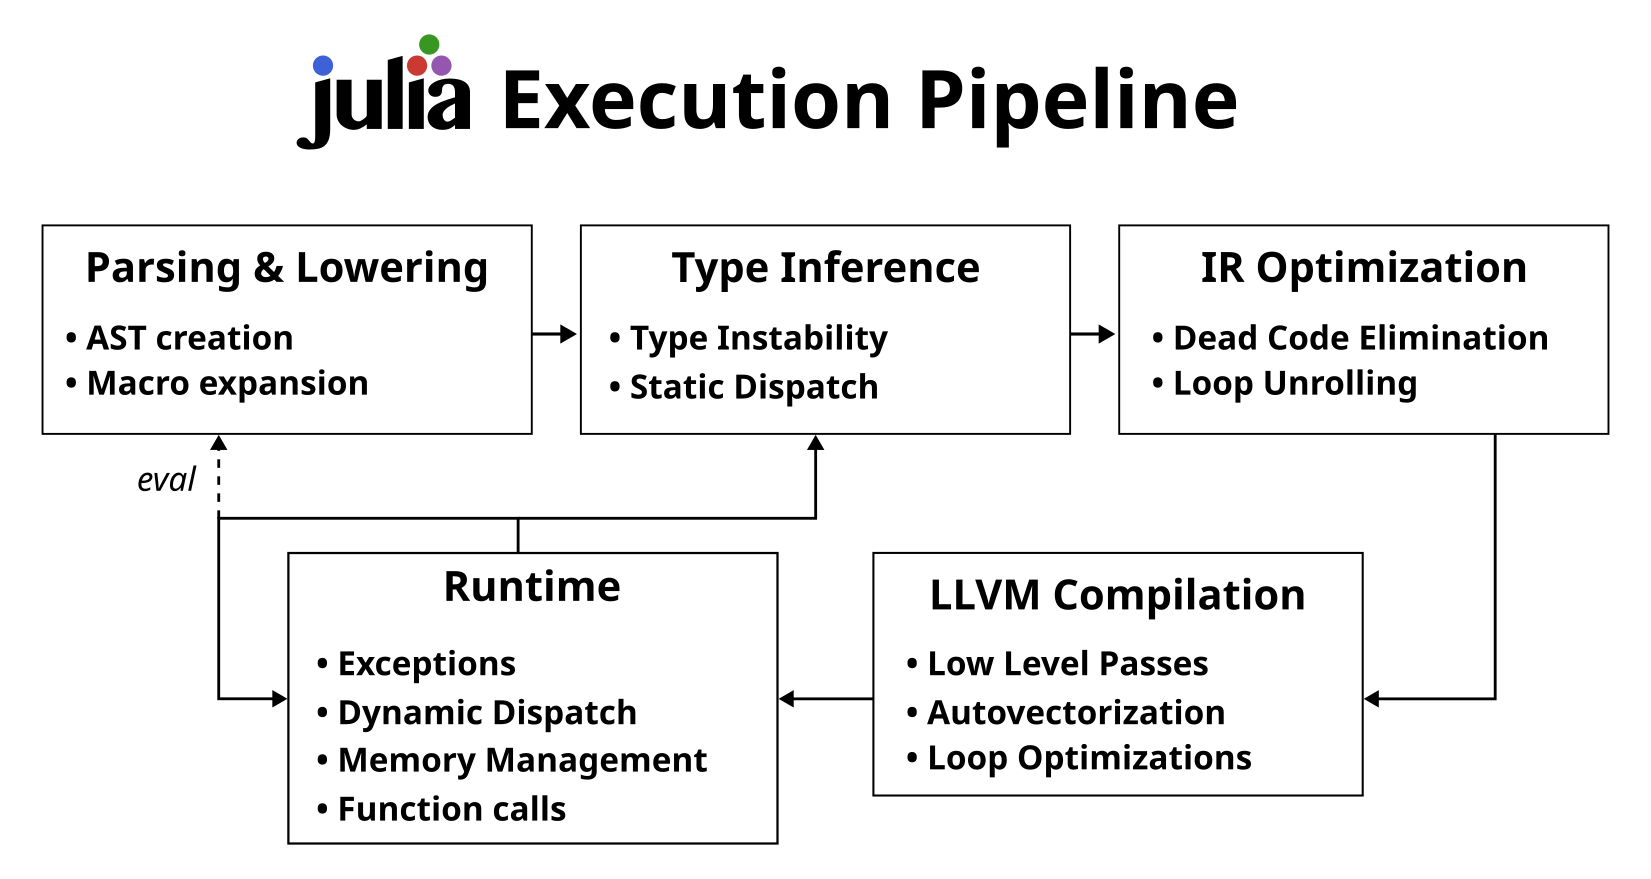 julia Execution Pipeline
Parsing & Lowering
• AST creation
• Macro expansion
Type Inference
• Type Instability
• Static Dispatch
IR Optimization
• Dead Code Elimination
• Loop Unrolling
eval
Runtime
• Exceptions
• Dynamic Dispatch
• Memory Management
• Function calls
LLVM Compilation
• Low Level Passes
• Autovectorization
• Loop Optimizations